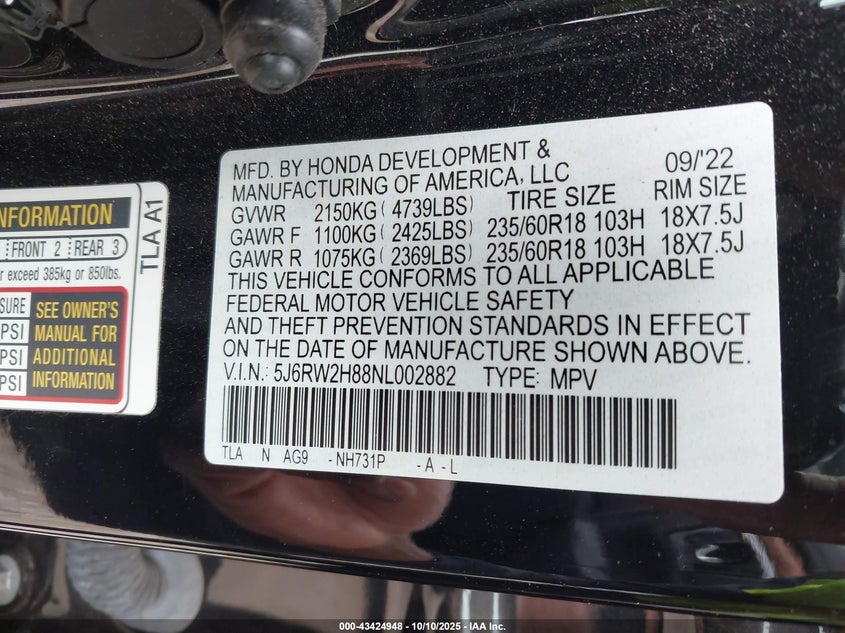 MFD. BY HONDA DEVELOPMENT & 09/'22
MANUFACTURING OF AMERICA, LLC TIRE SIZE RIM SIZE
GVWR 2150KG( 4739LBS)
GAWR F 1100KG( 2425LBS) 235/60R18 103H 18X7.5J
GAWR R 1075KG( 2369LBS) 235/60R18 103H 18X7.5J
THIS VEHICLE CONFORMS TO ALL APPLICABLE
FEDERAL MOTOR VEHICLE SAFETY
AND THEFT PREVENTION STANDARDS IN EFFECT
ON THE DATE OF MANUFACTURE SHOWN ABOVE.
V.I.N.: 5J6RW2H88NL002882 TYPE: MPV
TLA N AG9 -NH731P -A -L
TLA A1
FRONT 2 REAR 3
exceed 385kg or 850lbs.
SEE OWNER'S
PSI MANUAL FOR
PSI ADDITIONAL
PSI INFORMATION
000-43424948 - 10/10/2025 - IAA Inc.